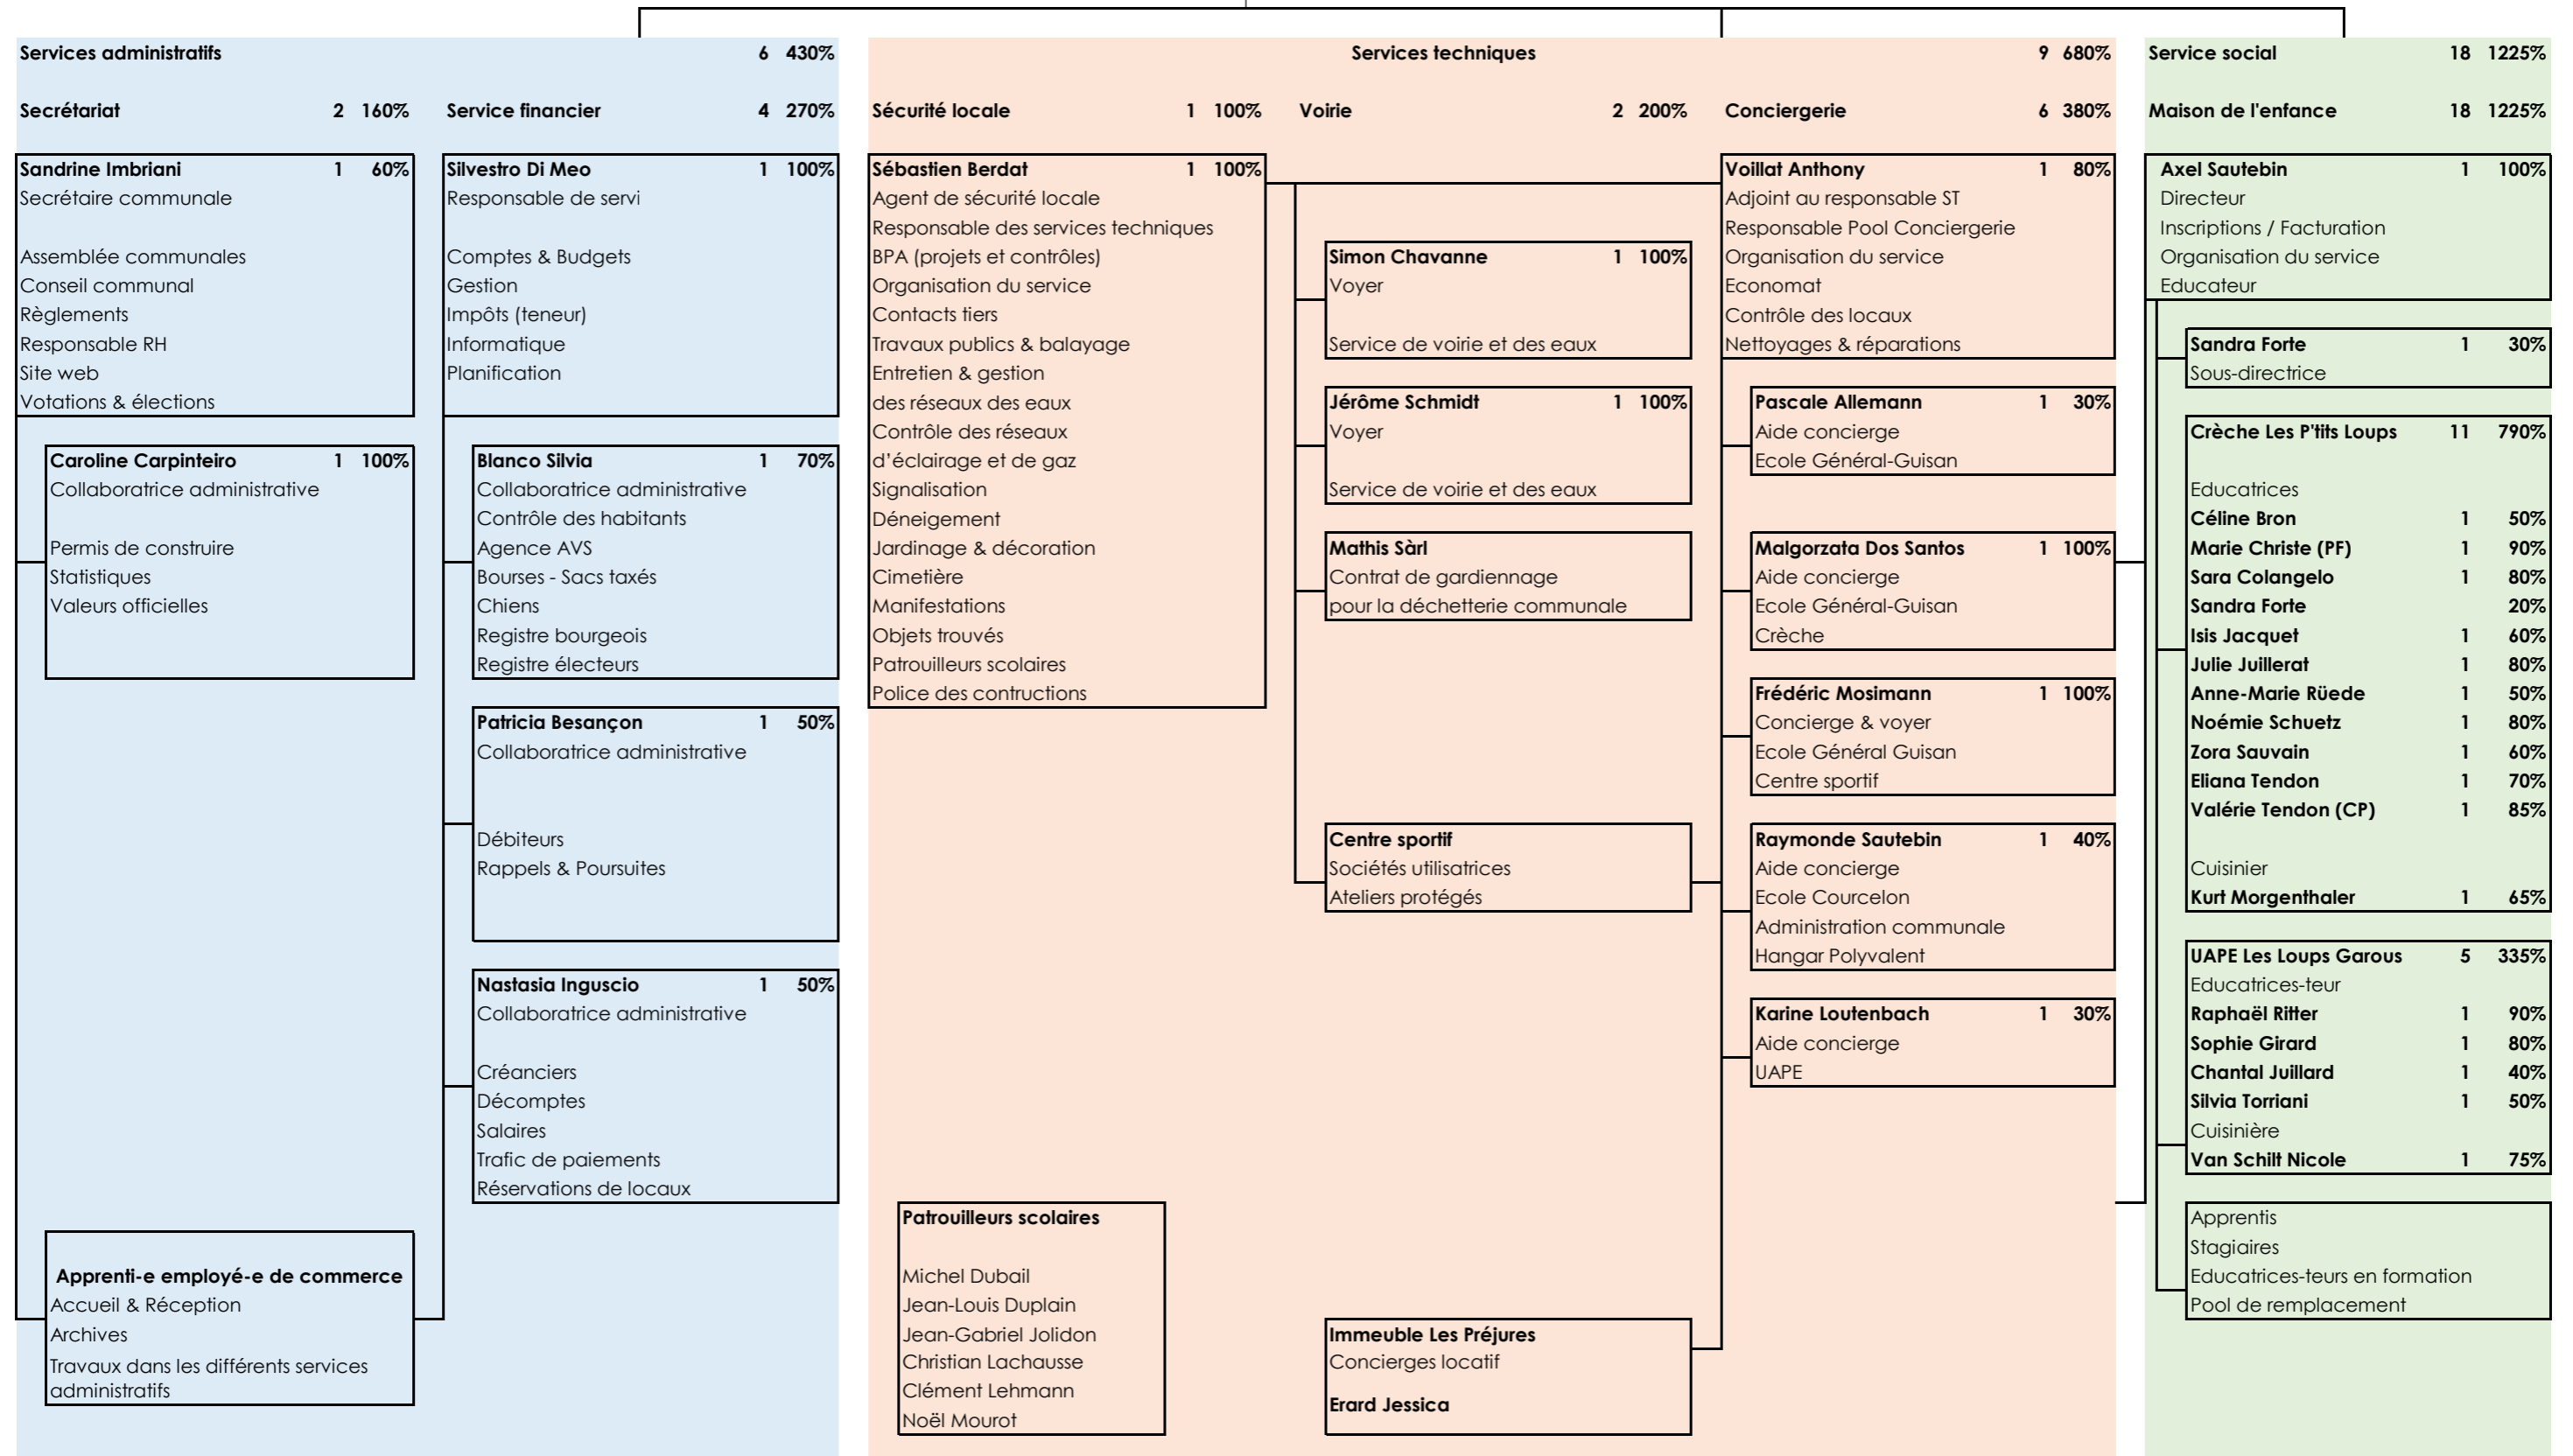 Services administratifs 6 430%
Secrétariat 2 160%
Sandrine Imbriani 1 60%
Secrétaire communale
Assemblée communales
Conseil communal
Règlements
Responsable RH
Site web
Votations & élections
Caroline Carpinteiro 1 100%
Collaboratrice administrative
Permis de construire
Statistiques
Valeurs officielles
Apprenti-e employé-e de commerce
Accueil & Réception
Archives
Travaux dans les différents services
administratifs
Service financier 4 270%
Silvestro Di Meo 1 100%
Responsable de servi
Comptes & Budgets
Gestion
Impôts (teneur)
Informatique
Planification
Blanco Silvia 1 70%
Collaboratrice administrative
Contrôle des habitants
Agence AVS
Bourses - Sacs taxés
Chiens
Registre bourgeois
Registre électeurs
Patricia Besançon 1 50%
Collaboratrice administrative
Débiteurs
Rappels & Poursuites
Nastasia Inguscio 1 50%
Collaboratrice administrative
Créanciers
Décomptes
Salaires
Trafic de paiements
Réservations de locaux
Services techniques 9 680%
Sécurité locale 1 100%
Sébastien Berdat 1 100%
Agent de sécurité locale
Responsable des services techniques
BPA (projets et contrôles)
Organisation du service
Contacts tiers
Travaux publics & balayage
Entretien & gestion
des réseaux des eaux
Contrôle des réseaux
d’éclairage et de gaz
Signalisation
Déneigement
Jardinage & décoration
Cimetière
Manifestations
Objets trouvés
Patrouilleurs scolaires
Police des contructions
Patrouilleurs scolaires
Michel Dubail
Jean-Louis Duplain
Jean-Gabriel Jolidon
Christian Lachausse
Clément Lehmann
Noël Mourot
Voirie 2 200%
Simon Chavanne 1 100%
Voyer
Service de voirie et des eaux
Jérôme Schmidt 1 100%
Voyer
Service de voirie et des eaux
Mathis Sàrl
Contrat de gardiennage
pour la déchetterie communale
Centre sportif
Sociétés utilisatrices
Ateliers protégés
Immeuble Les Préjures
Concierges locatif
Erard Jessica
Conciergerie 6 380%
Voillat Anthony 1 80%
Adjoint au responsable ST
Responsable Pool Conciergerie
Organisation du service
Economat
Contrôle des locaux
Nettoyages & réparations
Pascale Allemann 1 30%
Aide concierge
Ecole Général-Guisan
Malgorzata Dos Santos 1 100%
Aide concierge
Ecole Général-Guisan
Crèche
Frédéric Mosimann 1 100%
Concierge & voyer
Ecole Général Guisan
Centre sportif
Raymonde Sautebin 1 40%
Aide concierge
Ecole Courcelon
Administration communale
Hangar Polyvalent
Karine Loutenbach 1 30%
Aide concierge
UAPE
Service social 18 1225%
Maison de l'enfance 18 1225%
Axel Sautebin 1 100%
Directeur
Inscriptions / Facturation
Organisation du service
Educateur
Sandra Forte 1 30%
Sous-directrice
Crèche Les P'tits Loups 11 790%
Educatrices
Céline Bron 1 50%
Marie Christe (PF) 1 90%
Sara Colangelo 1 80%
Sandra Forte 20%
Isis Jacquet 1 60%
Julie Juillerat 1 80%
Anne-Marie Rüede 1 50%
Noémie Schuetz 1 80%
Zora Sauvain 1 60%
Eliana Tendon 1 70%
Valérie Tendon (CP) 1 85%
Cuisinier
Kurt Morgenthaler 1 65%
UAPE Les Loups Garous 5 335%
Educatrices-teur
Raphaël Ritter 1 90%
Sophie Girard 1 80%
Chantal Juillard 1 40%
Silvia Torriani 1 50%
Cuisinière
Van Schilt Nicole 1 75%
Apprentis
Stagiaires
Educatrices-teurs en formation
Pool de remplacement